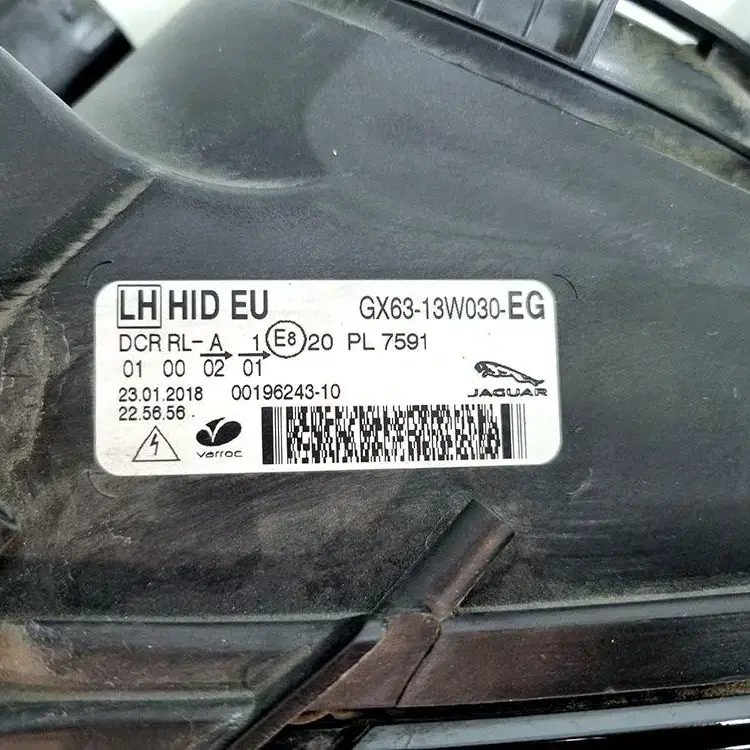 LH HID EU GX63-13W030-EG
DCR RL- A 1 E8 20 PL 7591
01 00 02 01
23.01.2018 00196243-10
22.56.56
JAGUAR
varroc